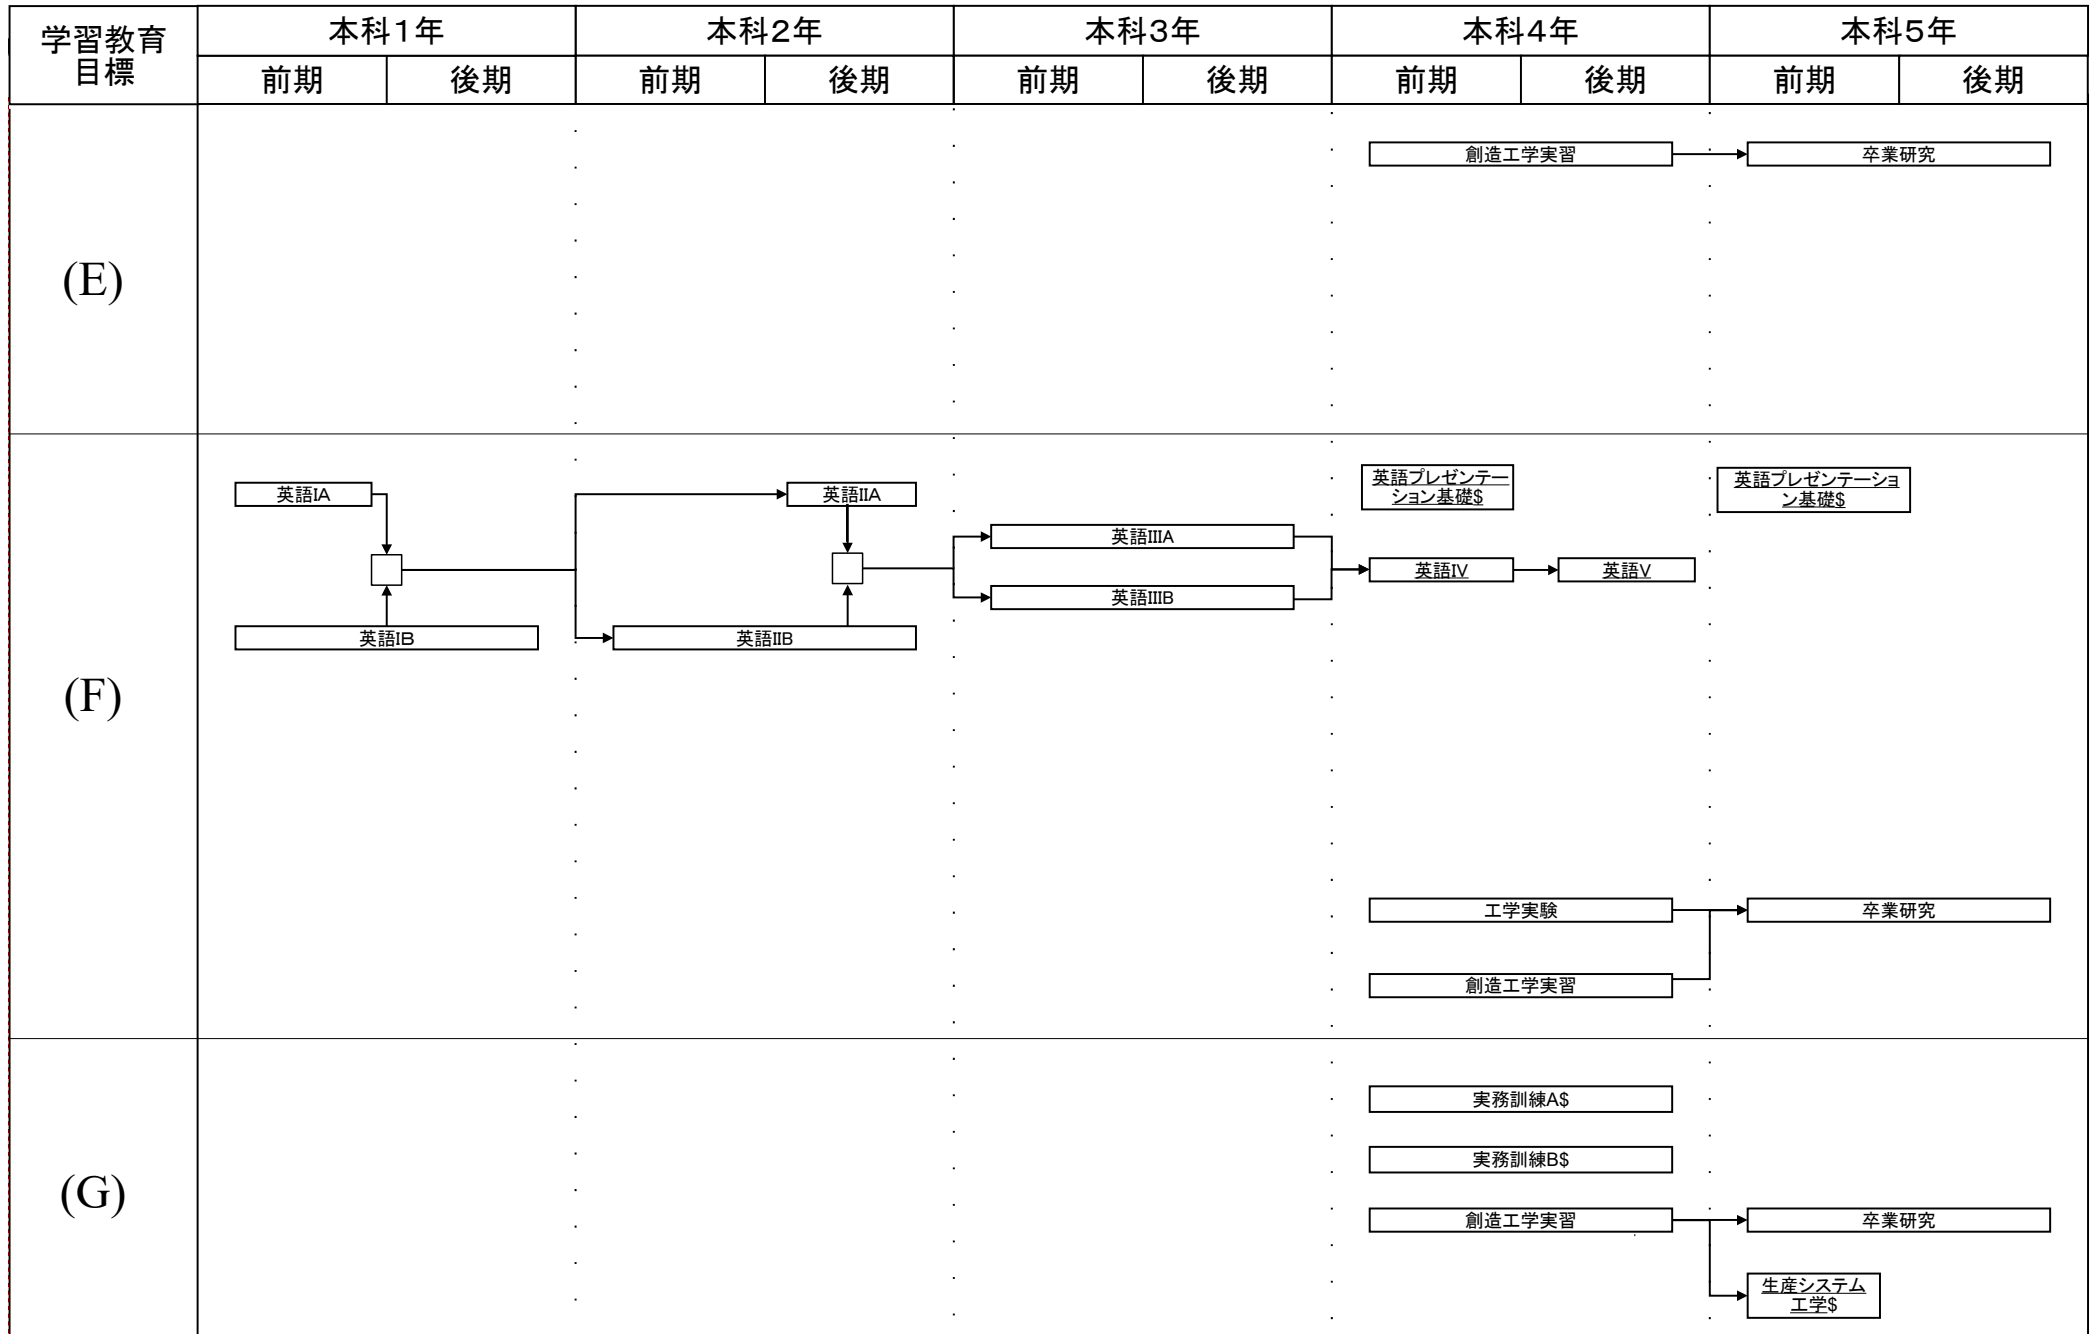 学習教育
目標
本科1年
本科2年
本科3年
本科4年
本科5年
前期
後期
前期
後期
前期
後期
前期
後期
前期
後期
(E)
創造工学実習
卒業研究
(F)
英語IA
英語IIA
英語プレゼンテー
ション基礎$
英語プレゼンテーショ
ン基礎$
英語IIIA
英語IV
英語V
英語IIIB
英語IB
英語IIB
工学実験
卒業研究
創造工学実習
(G)
実務訓練A$
実務訓練B$
創造工学実習
卒業研究
生産システム
工学$